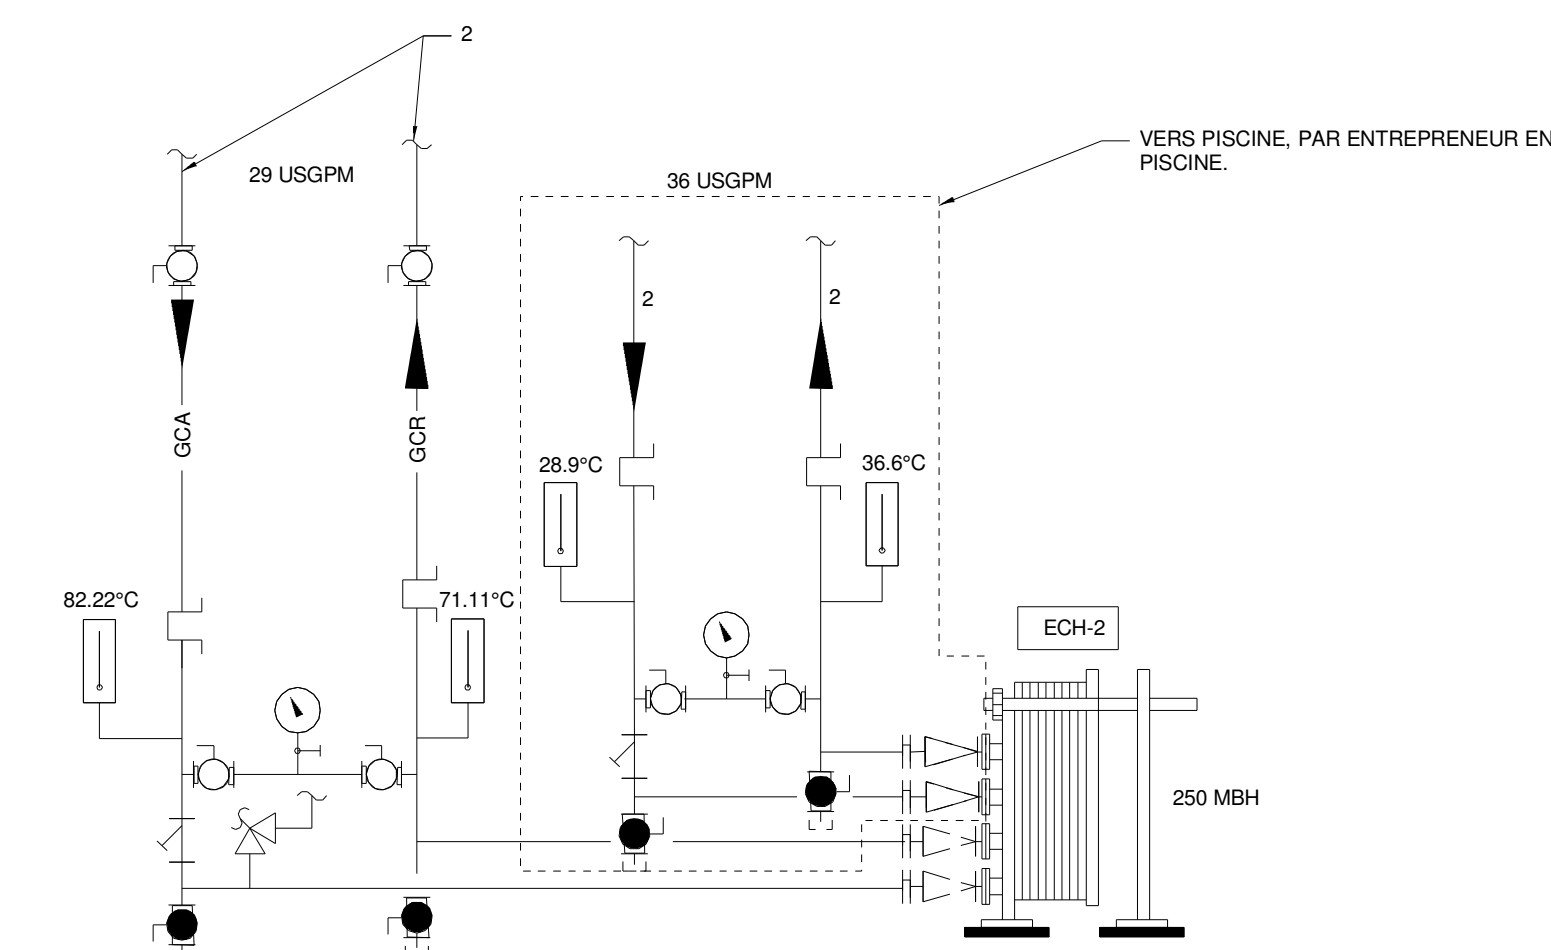 2
VERS PISCINE, PAR ENTREPRENEUR EN
PISCINE.
29 USGPM
36 USGPM
2
2
GCA
GCR
28.9°C
36.6°C
82.22°C
71.11°C
ECH-2
250 MBH